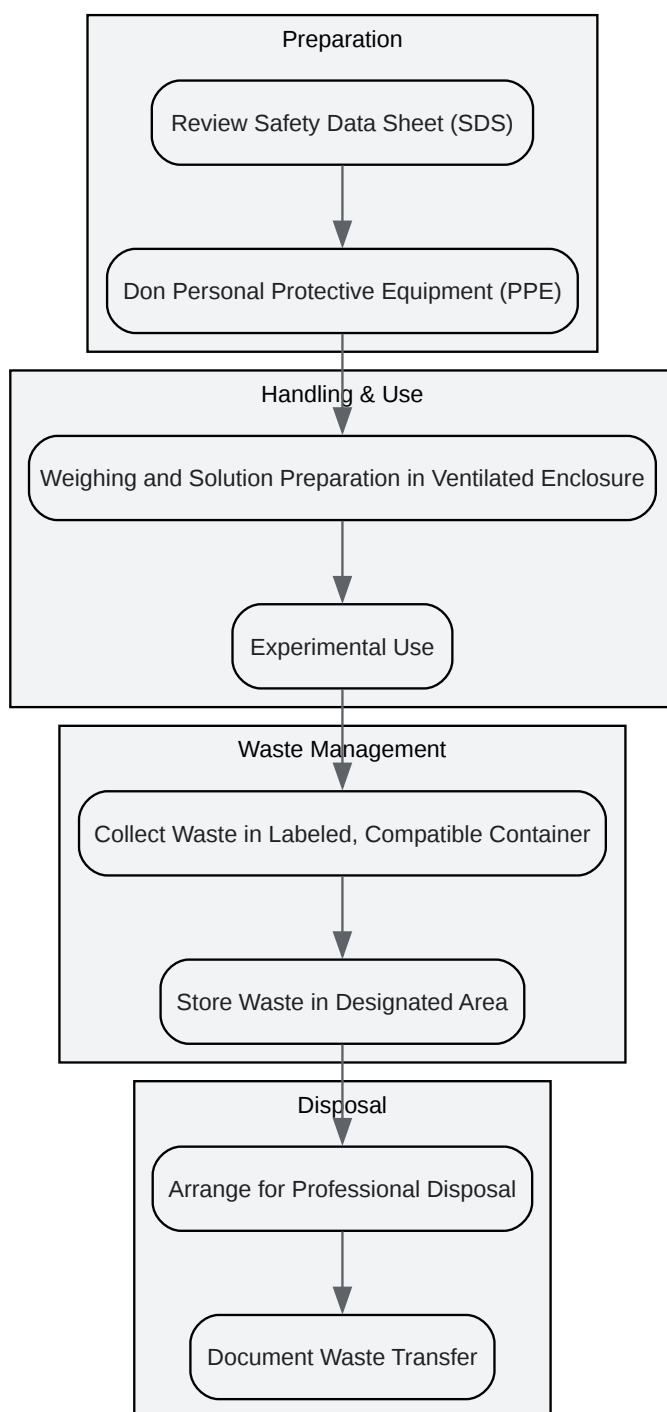 Preparation
Review Safety Data Sheet (SDS)
Don Personal Protective Equipment (PPE)
Handling & Use
Weighing and Solution Preparation in Ventilated Enclosure
Experimental Use
Waste Management
Collect Waste in Labeled, Compatible Container
Store Waste in Designated Area
Disposal
Arrange for Professional Disposal
Document Waste Transfer